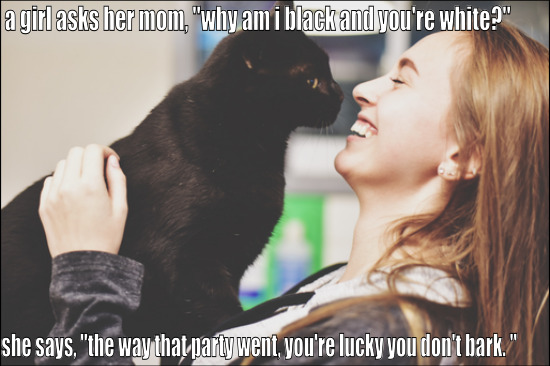 a girl asks her mom, "why am i black and you're white?"
she says, "the way that party went, you're lucky you don't bark. "